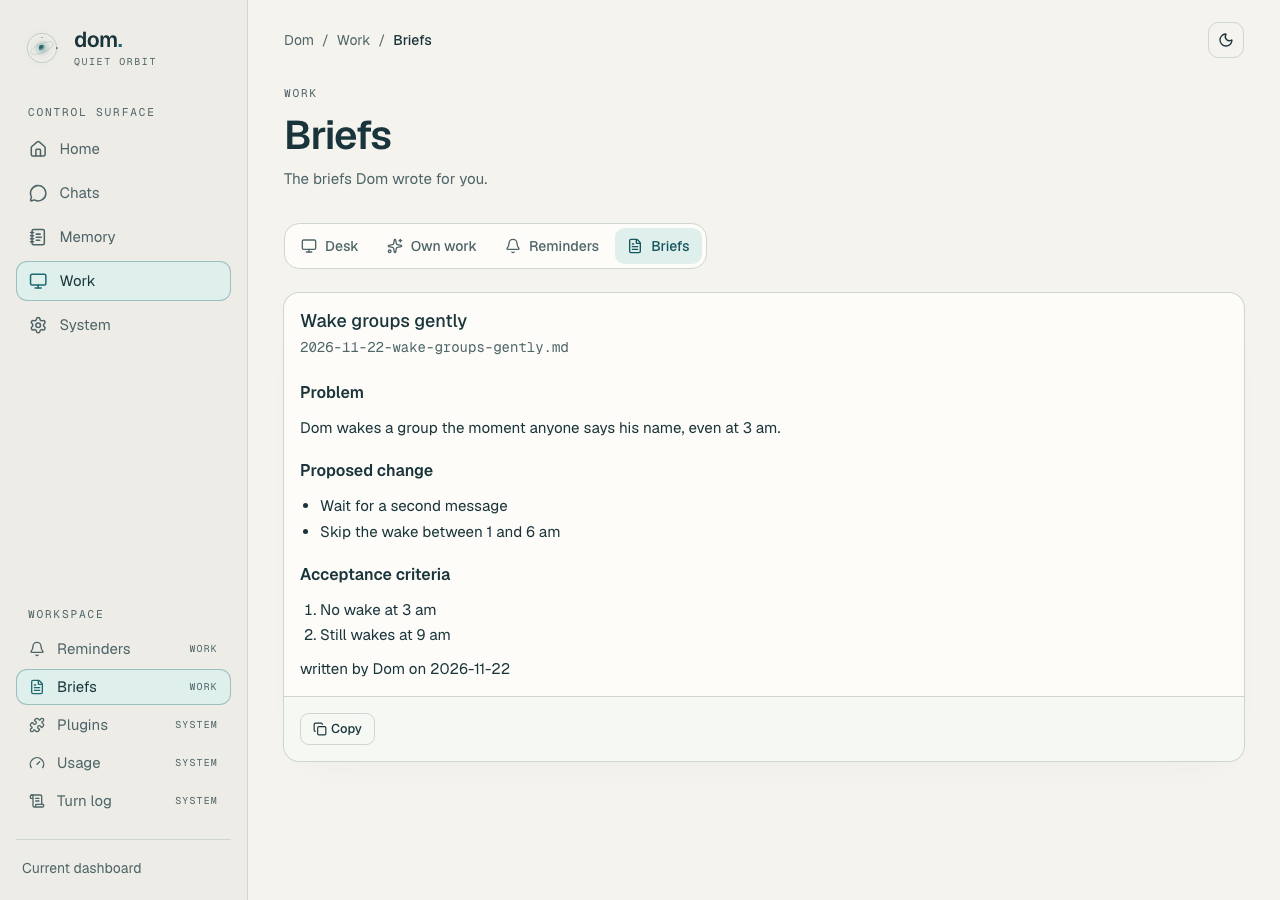 dom.
QUIET ORBIT
CONTROL SURFACE
Home
Chats
Memory
Work
System
WORKSPACE
Reminders WORK
Briefs WORK
Plugins SYSTEM
Usage SYSTEM
Turn log SYSTEM
Current dashboard
Dom / Work / Briefs
WORK
Briefs
The briefs Dom wrote for you.
Desk Own work Reminders Briefs
Wake groups gently
2026-11-22-wake-groups-gently.md
Problem
Dom wakes a group the moment anyone says his name, even at 3 am.
Proposed change
• Wait for a second message
• Skip the wake between 1 and 6 am
Acceptance criteria
1. No wake at 3 am
2. Still wakes at 9 am
written by Dom on 2026-11-22
Copy